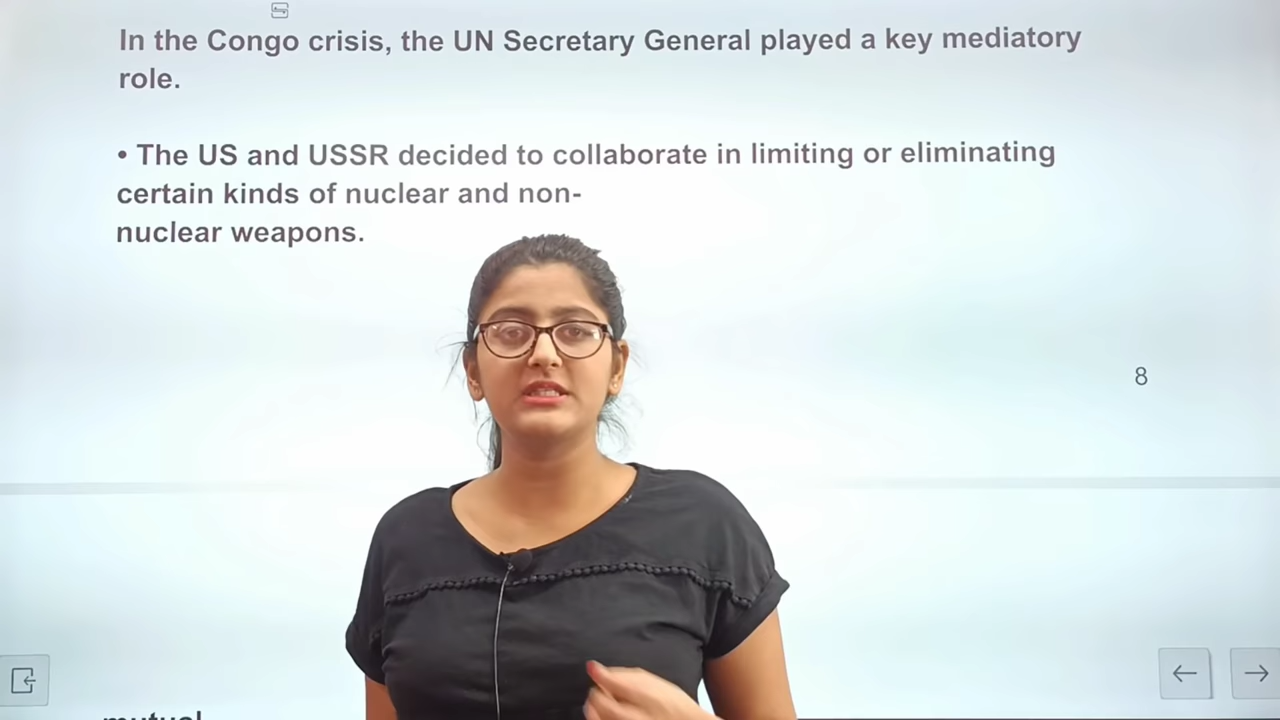 In the Congo crisis, the UN Secretary General played a key mediatory
role.
• The US and USSR decided to collaborate in limiting or eliminating
certain kinds of nuclear and non-
nuclear weapons.
8
mutual